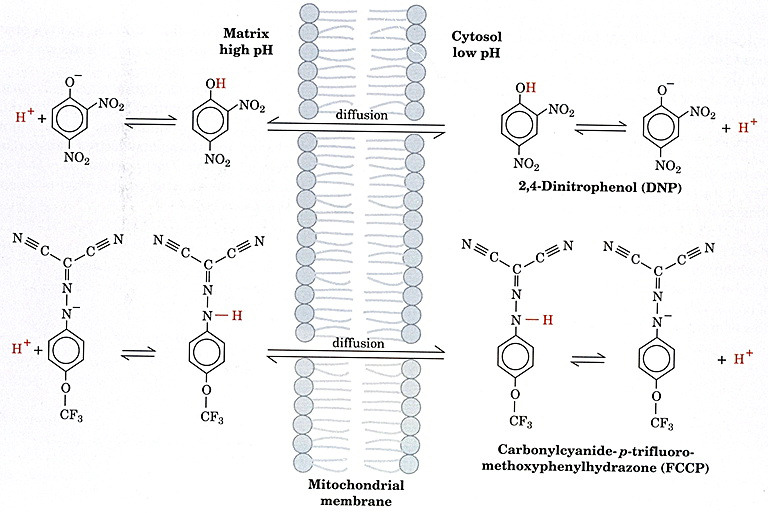 Matrix
high pH
Cytosol
low pH
O−
NO2
NO2
H+ +
OH
NO2
NO2
diffusion
OH
NO2
NO2
O−
NO2
NO2
+ H+
2,4-Dinitrophenol (DNP)
N≡C C≡N
C
N
N−
H+ +
O
CF3
N≡C C≡N
C
N
N—H
O
CF3
diffusion
N≡C C≡N
C
N
N—H
O
CF3
N≡C C≡N
C
N
N−
O
CF3
+ H+
Carbonylcyanide-p-trifluoro-
methoxyphenylhydrazone (FCCP)
Mitochondrial
membrane